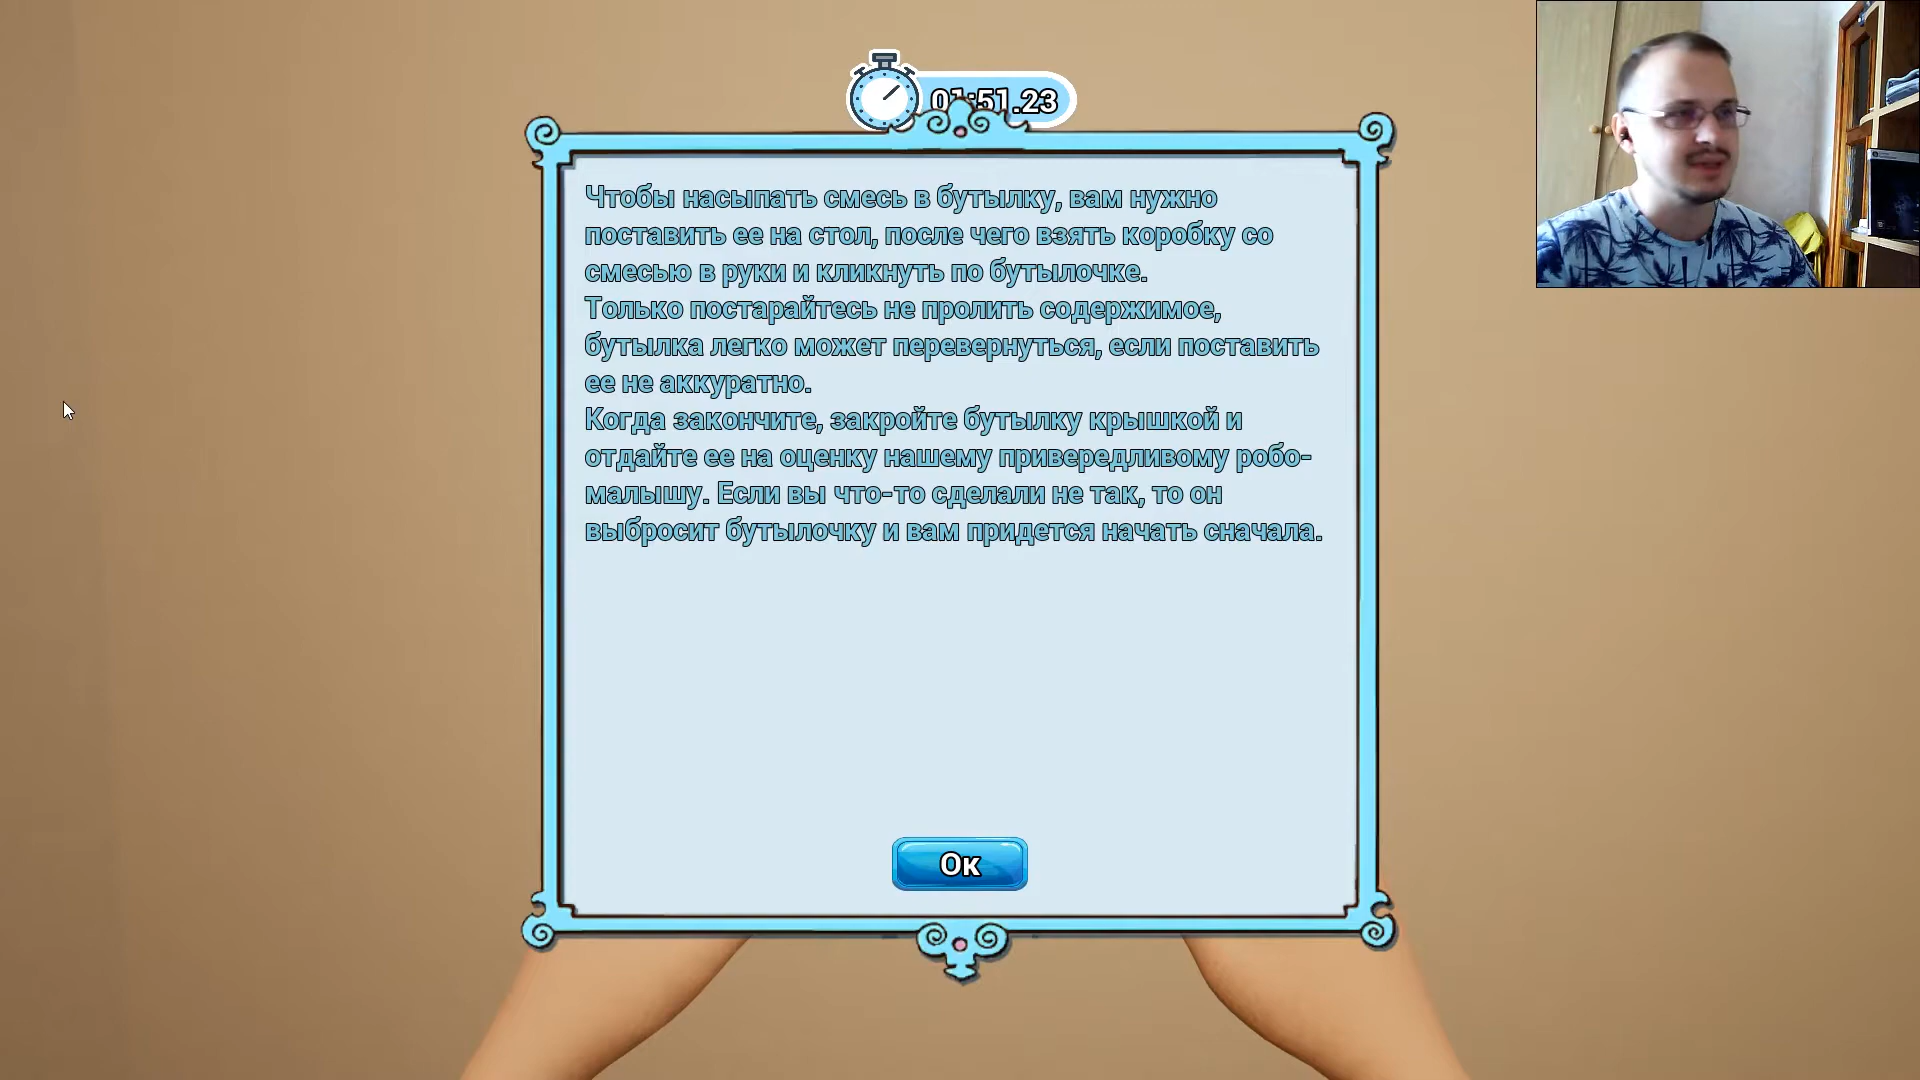 01:51.23
Чтобы насыпать смесь в бутылку, вам нужно
поставить ее на стол, после чего взять коробку со
смесью в руки и кликнуть по бутылочке.
Только постарайтесь не пролить содержимое,
бутылка легко может перевернуться, если поставить
ее не аккуратно.
Когда закончите, закройте бутылку крышкой и
отдайте ее на оценку нашему привередливому робо-
малышу. Если вы что-то сделали не так, то он
выбросит бутылочку и вам придется начать сначала.
Ок